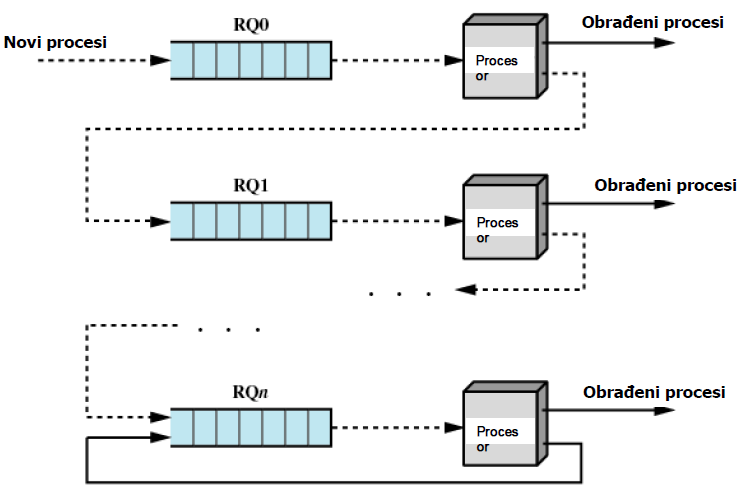 RQ0
Obrađeni procesi
Novi procesi
Proces
or
RQ1
Obrađeni procesi
Proces
or
. . .
. . .
RQn
Obrađeni procesi
Proces
or